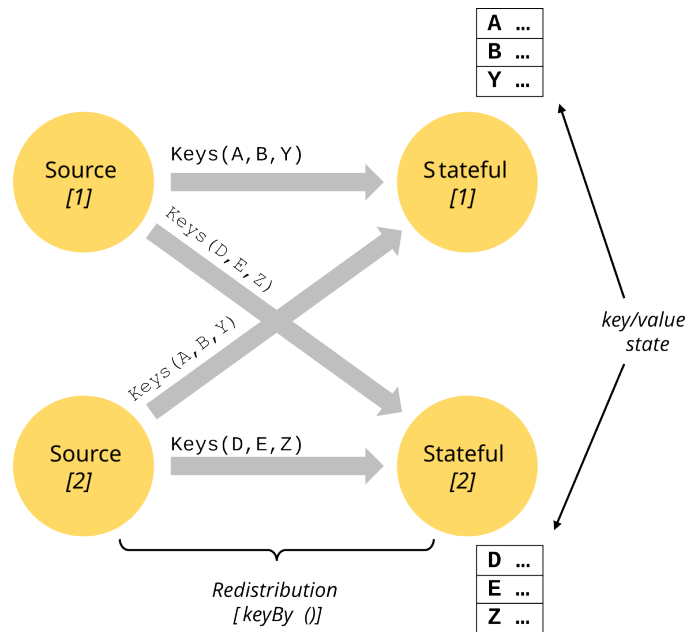 A ...
B ...
Y ...
Keys(A,B,Y)
Source
[1]
Stateful
[1]
Keys(D,E,Z)
Keys(A,B,Y)
key/value
state
Keys(D,E,Z)
Source
[2]
Stateful
[2]
D ...
E ...
Z ...
Redistribution
[keyBy ()]